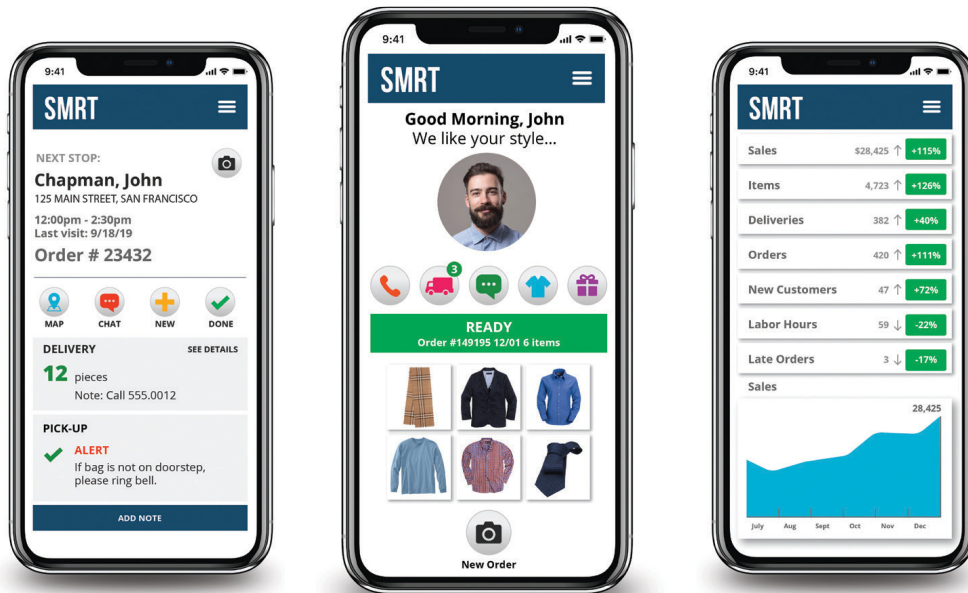 9:41
SMRT
NEXT STOP:
Chapman, John
125 MAIN STREET, SAN FRANCISCO
12:00pm - 2:30pm
Last visit: 9/18/19
Order # 23432
MAP CHAT NEW DONE
DELIVERY SEE DETAILS
12 pieces
Note: Call 555.0012
PICK-UP
ALERT
If bag is not on doorstep,
please ring bell.
ADD NOTE
9:41
SMRT
Good Morning, John
We like your style...
3
READY
Order #149195 12/01 6 items
New Order
9:41
SMRT
Sales $28,425 ↑ +115%
Items 4,723 ↑ +126%
Deliveries 382 ↑ +40%
Orders 420 ↑ +111%
New Customers 47 ↑ +72%
Labor Hours 59 ↓ -22%
Late Orders 3 ↓ -17%
Sales
28,425
July Aug Sept Oct Nov Dec